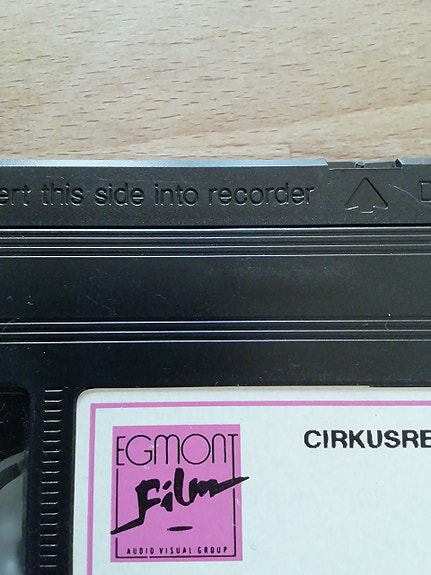 ert this side into recorder
EGMONT
Film
AUDIO VISUAL GROUP
CIRKUSRE